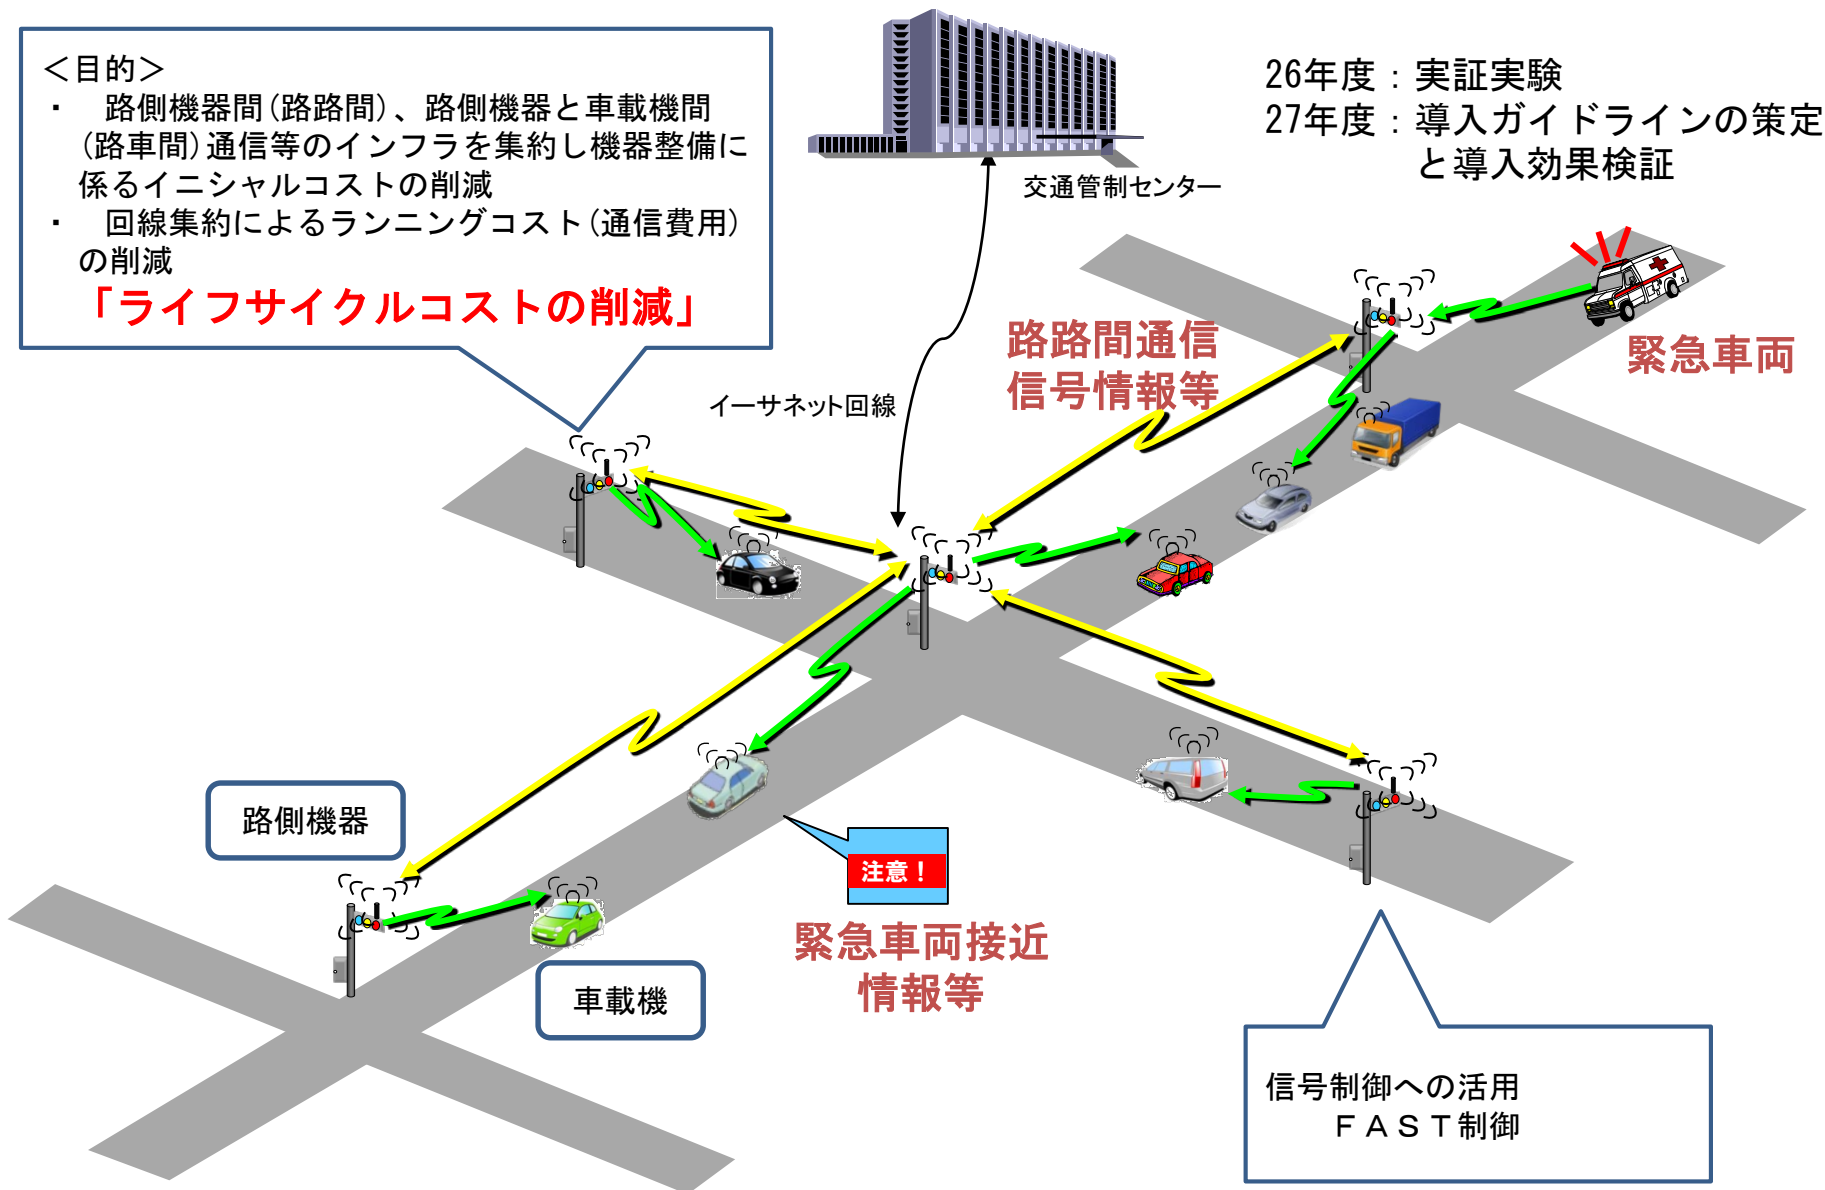 ＜目的＞
・　路側機器間(路路間)、路側機器と車載機間
(路車間)通信等のインフラを集約し機器整備に
係るイニシャルコストの削減
・　回線集約によるランニングコスト(通信費用)
の削減
「ライフサイクルコストの削減」
26年度：実証実験
27年度：導入ガイドラインの策定
と導入効果検証
交通管制センター
イーサネット回線
路路間通信
信号情報等
緊急車両
路側機器
車載機
注意！
緊急車両接近
情報等
信号制御への活用
ＦＡＳＴ制御